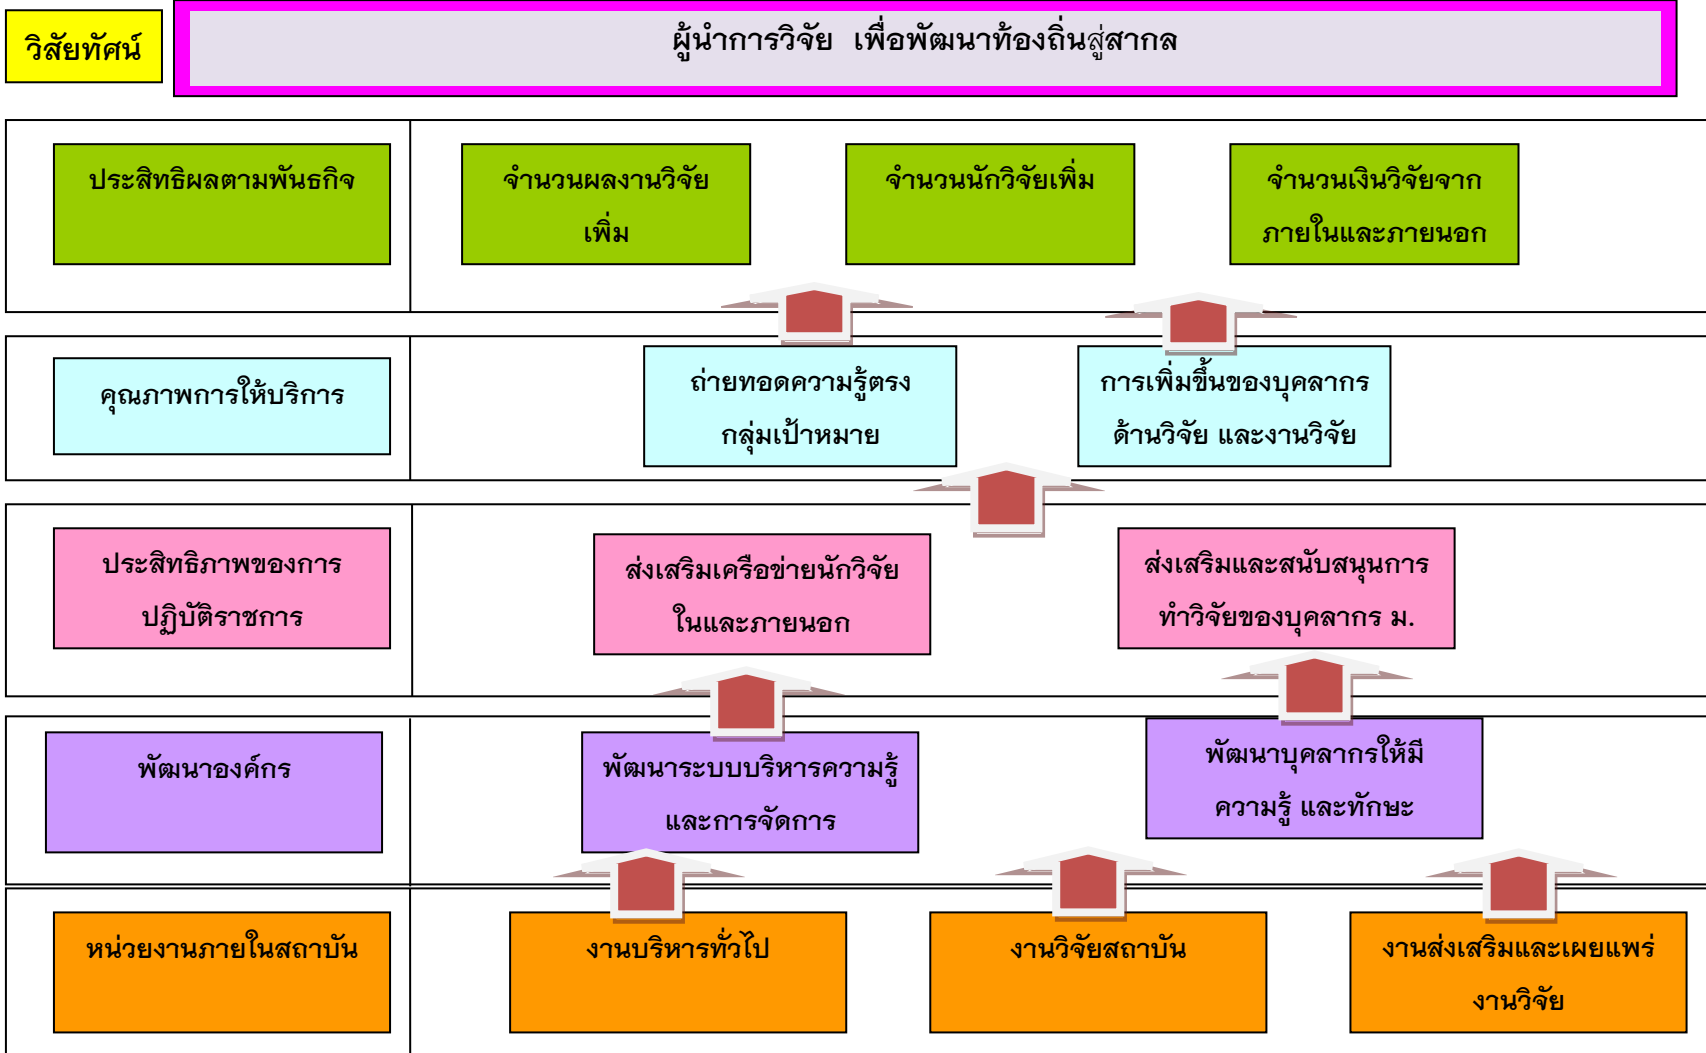 วิสัยทัศน์
ผู้นำการวิจัย เพื่อพัฒนาท้องถิ่นสู่สากล
ประสิทธิผลตามพันธกิจ
จำนวนผลงานวิจัย
เพิ่ม
จำนวนนักวิจัยเพิ่ม
จำนวนเงินวิจัยจาก
ภายในและภายนอก
คุณภาพการให้บริการ
ถ่ายทอดความรู้ตรง
กลุ่มเป้าหมาย
การเพิ่มขึ้นของบุคลากร
ด้านวิจัย และงานวิจัย
ประสิทธิภาพของการ
ปฏิบัติราชการ
ส่งเสริมเครือข่ายนักวิจัย
ในและภายนอก
ส่งเสริมและสนับสนุนการ
ทำวิจัยของบุคลากร ม.
พัฒนาองค์กร
พัฒนาระบบบริหารความรู้
และการจัดการ
พัฒนาบุคลากรให้มี
ความรู้ และทักษะ
หน่วยงานภายในสถาบัน
งานบริหารทั่วไป
งานวิจัยสถาบัน
งานส่งเสริมและเผยแพร่
งานวิจัย